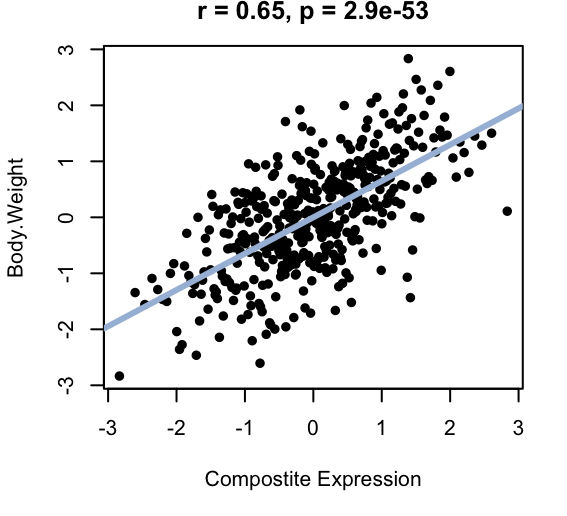 r = 0.65, p = 2.9e-53
3
2
1
0
-1
-2
-3
Body.Weight
-3 -2 -1 0 1 2 3
Compostite Expression